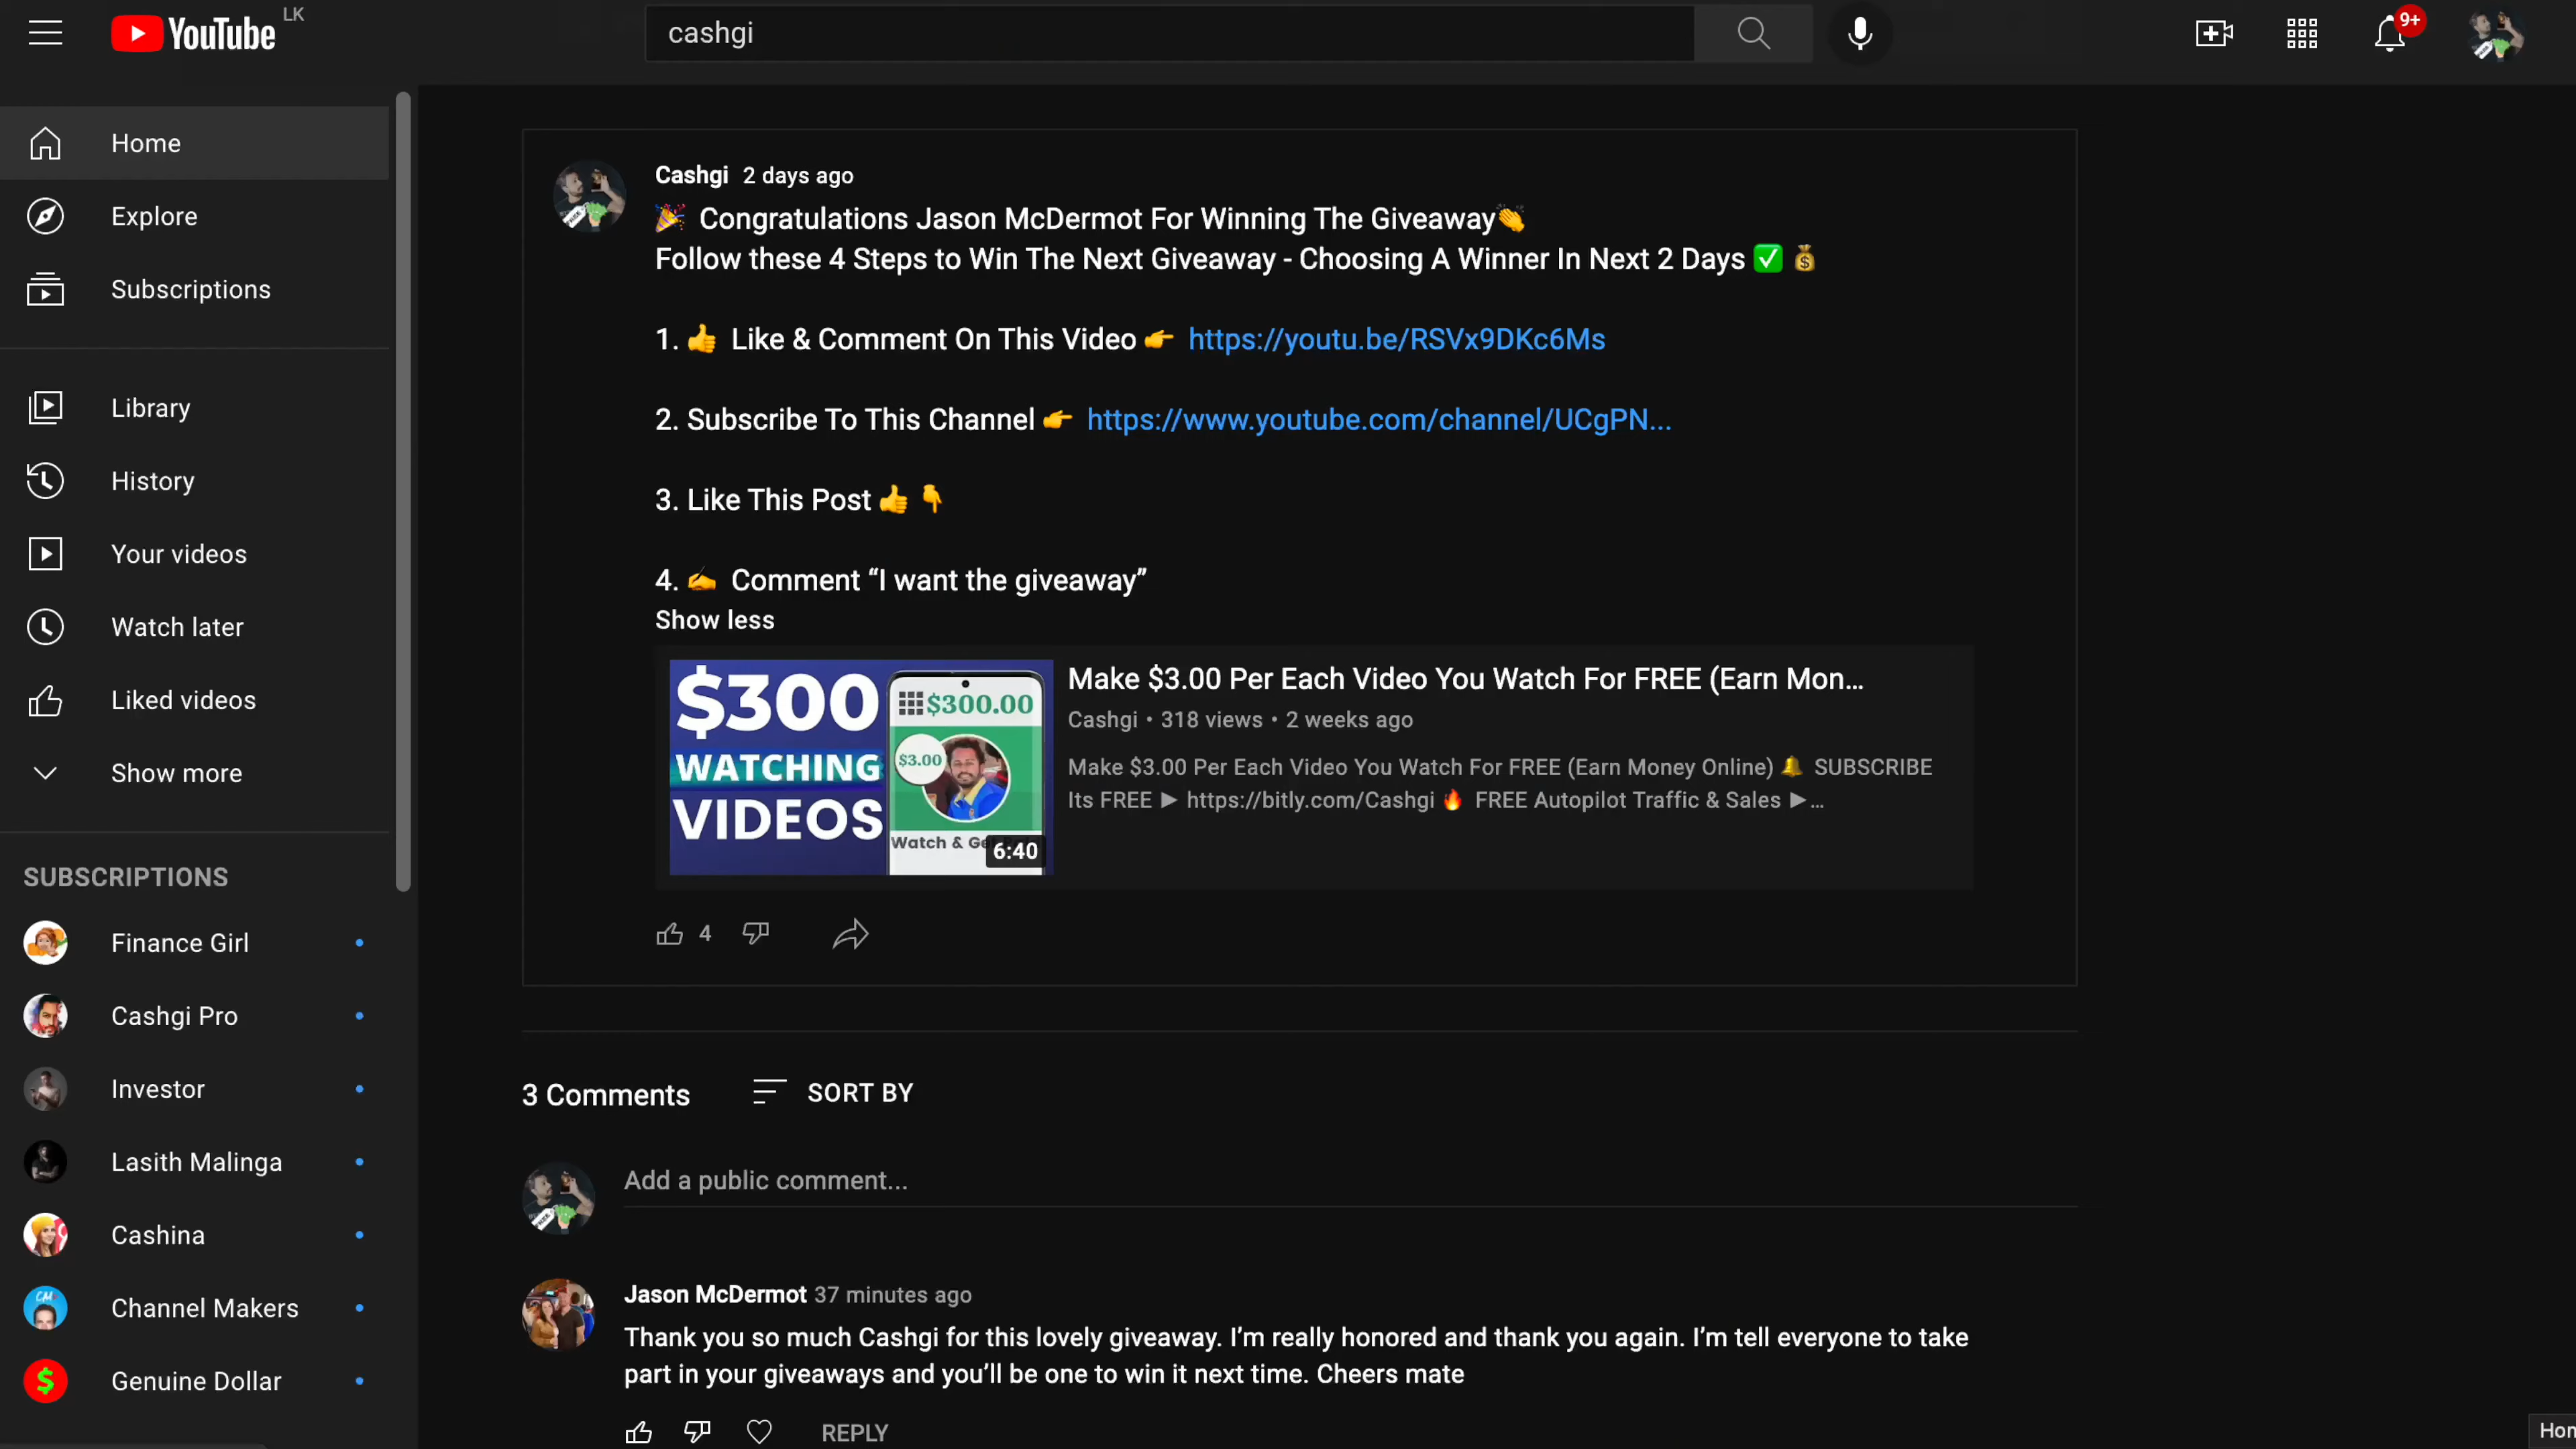 YouTube LK
cashgi
9+
Home
Explore
Subscriptions
Library
History
Your videos
Watch later
Liked videos
Show more
SUBSCRIPTIONS
Finance Girl
Cashgi Pro
Investor
Lasith Malinga
Cashina
Channel Makers
Genuine Dollar
Cashgi 2 days ago
🎉 Congratulations Jason McDermot For Winning The Giveaway👏
Follow these 4 Steps to Win The Next Giveaway - Choosing A Winner In Next 2 Days ✅ 💰
1. 👍 Like & Comment On This Video 👉 https://youtu.be/RSVx9DKc6Ms
2. Subscribe To This Channel 👉 https://www.youtube.com/channel/UCgPN...
3. Like This Post 👍 👇
4. ✍ Comment “I want the giveaway”
Show less
$300
WATCHING
VIDEOS
$300.00
$3.00
Watch & Ge
6:40
Make $3.00 Per Each Video You Watch For FREE (Earn Mon...
Cashgi • 318 views • 2 weeks ago
Make $3.00 Per Each Video You Watch For FREE (Earn Money Online) 🔔 SUBSCRIBE
Its FREE ► https://bitly.com/Cashgi 🔥 FREE Autopilot Traffic & Sales ►...
4
3 Comments SORT BY
Add a public comment...
Jason McDermot 37 minutes ago
Thank you so much Cashgi for this lovely giveaway. I’m really honored and thank you again. I’m tell everyone to take
part in your giveaways and you’ll be one to win it next time. Cheers mate
REPLY